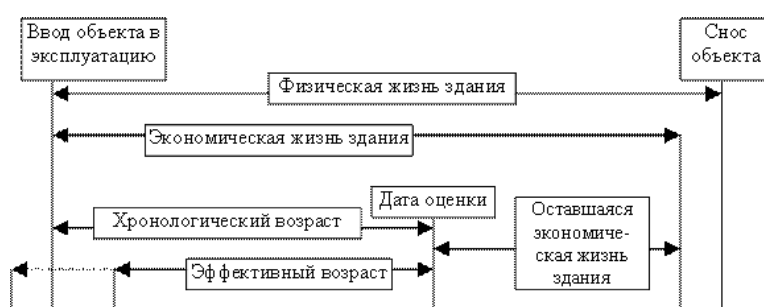 Ввод объекта в
эксплуатацию
Снос
объекта
Физическая жизнь здания
Экономическая жизнь здания
Дата оценки
Хронологический возраст
Оставшаяся
экономиче-
ская жизнь
здания
Эффективный возраст